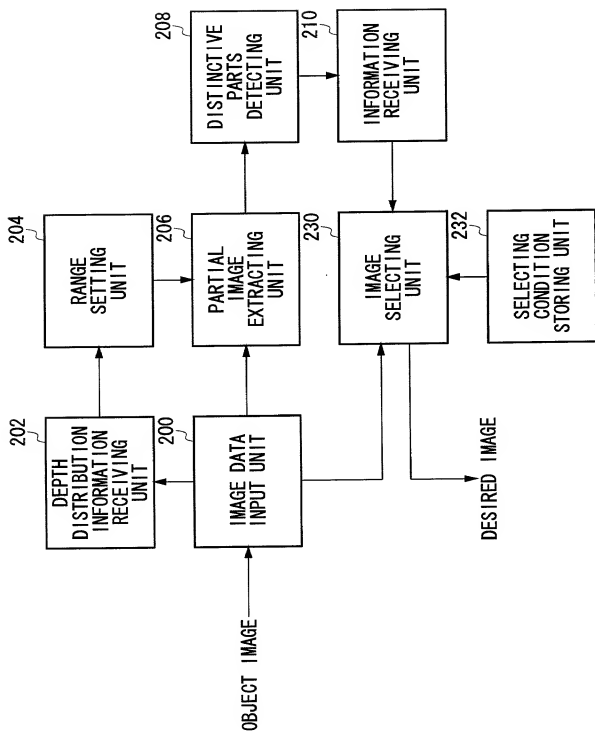 202
DEPTH
DISTRIBUTION
INFORMATION
RECEIVING
UNIT
204
RANGE
SETTING
UNIT
OBJECT IMAGE
200
IMAGE DATA
INPUT UNIT
206
PARTIAL
IMAGE
EXTRACTING
UNIT
208
DISTINCTIVE
PARTS
DETECTING
UNIT
230
IMAGE
SELECTING
UNIT
210
INFORMATION
RECEIVING
UNIT
DESIRED IMAGE
232
SELECTING
CONDITION
STORING UNIT